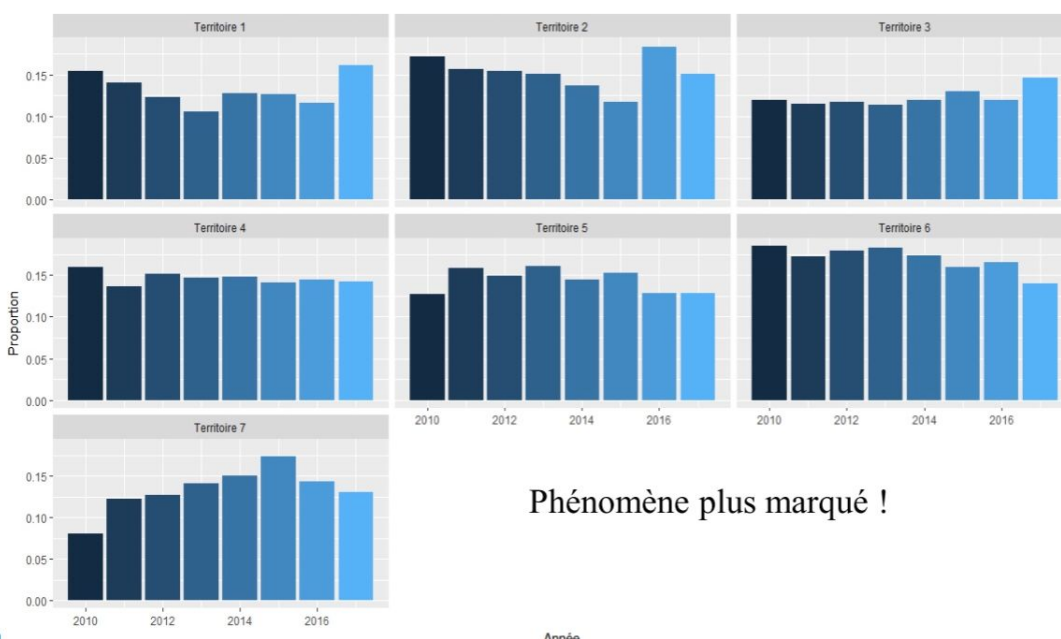 Territoire 1 Territoire 2 Territoire 3
0.15
0.10
0.05
0.00
Territoire 4 Territoire 5 Territoire 6
0.15
0.10
0.05
0.00
Proportion
2010 2012 2014 2016 2010 2012 2014 2016
Territoire 7
0.15
0.10
0.05
0.00
2010 2012 2014 2016
Phénomène plus marqué !
Année